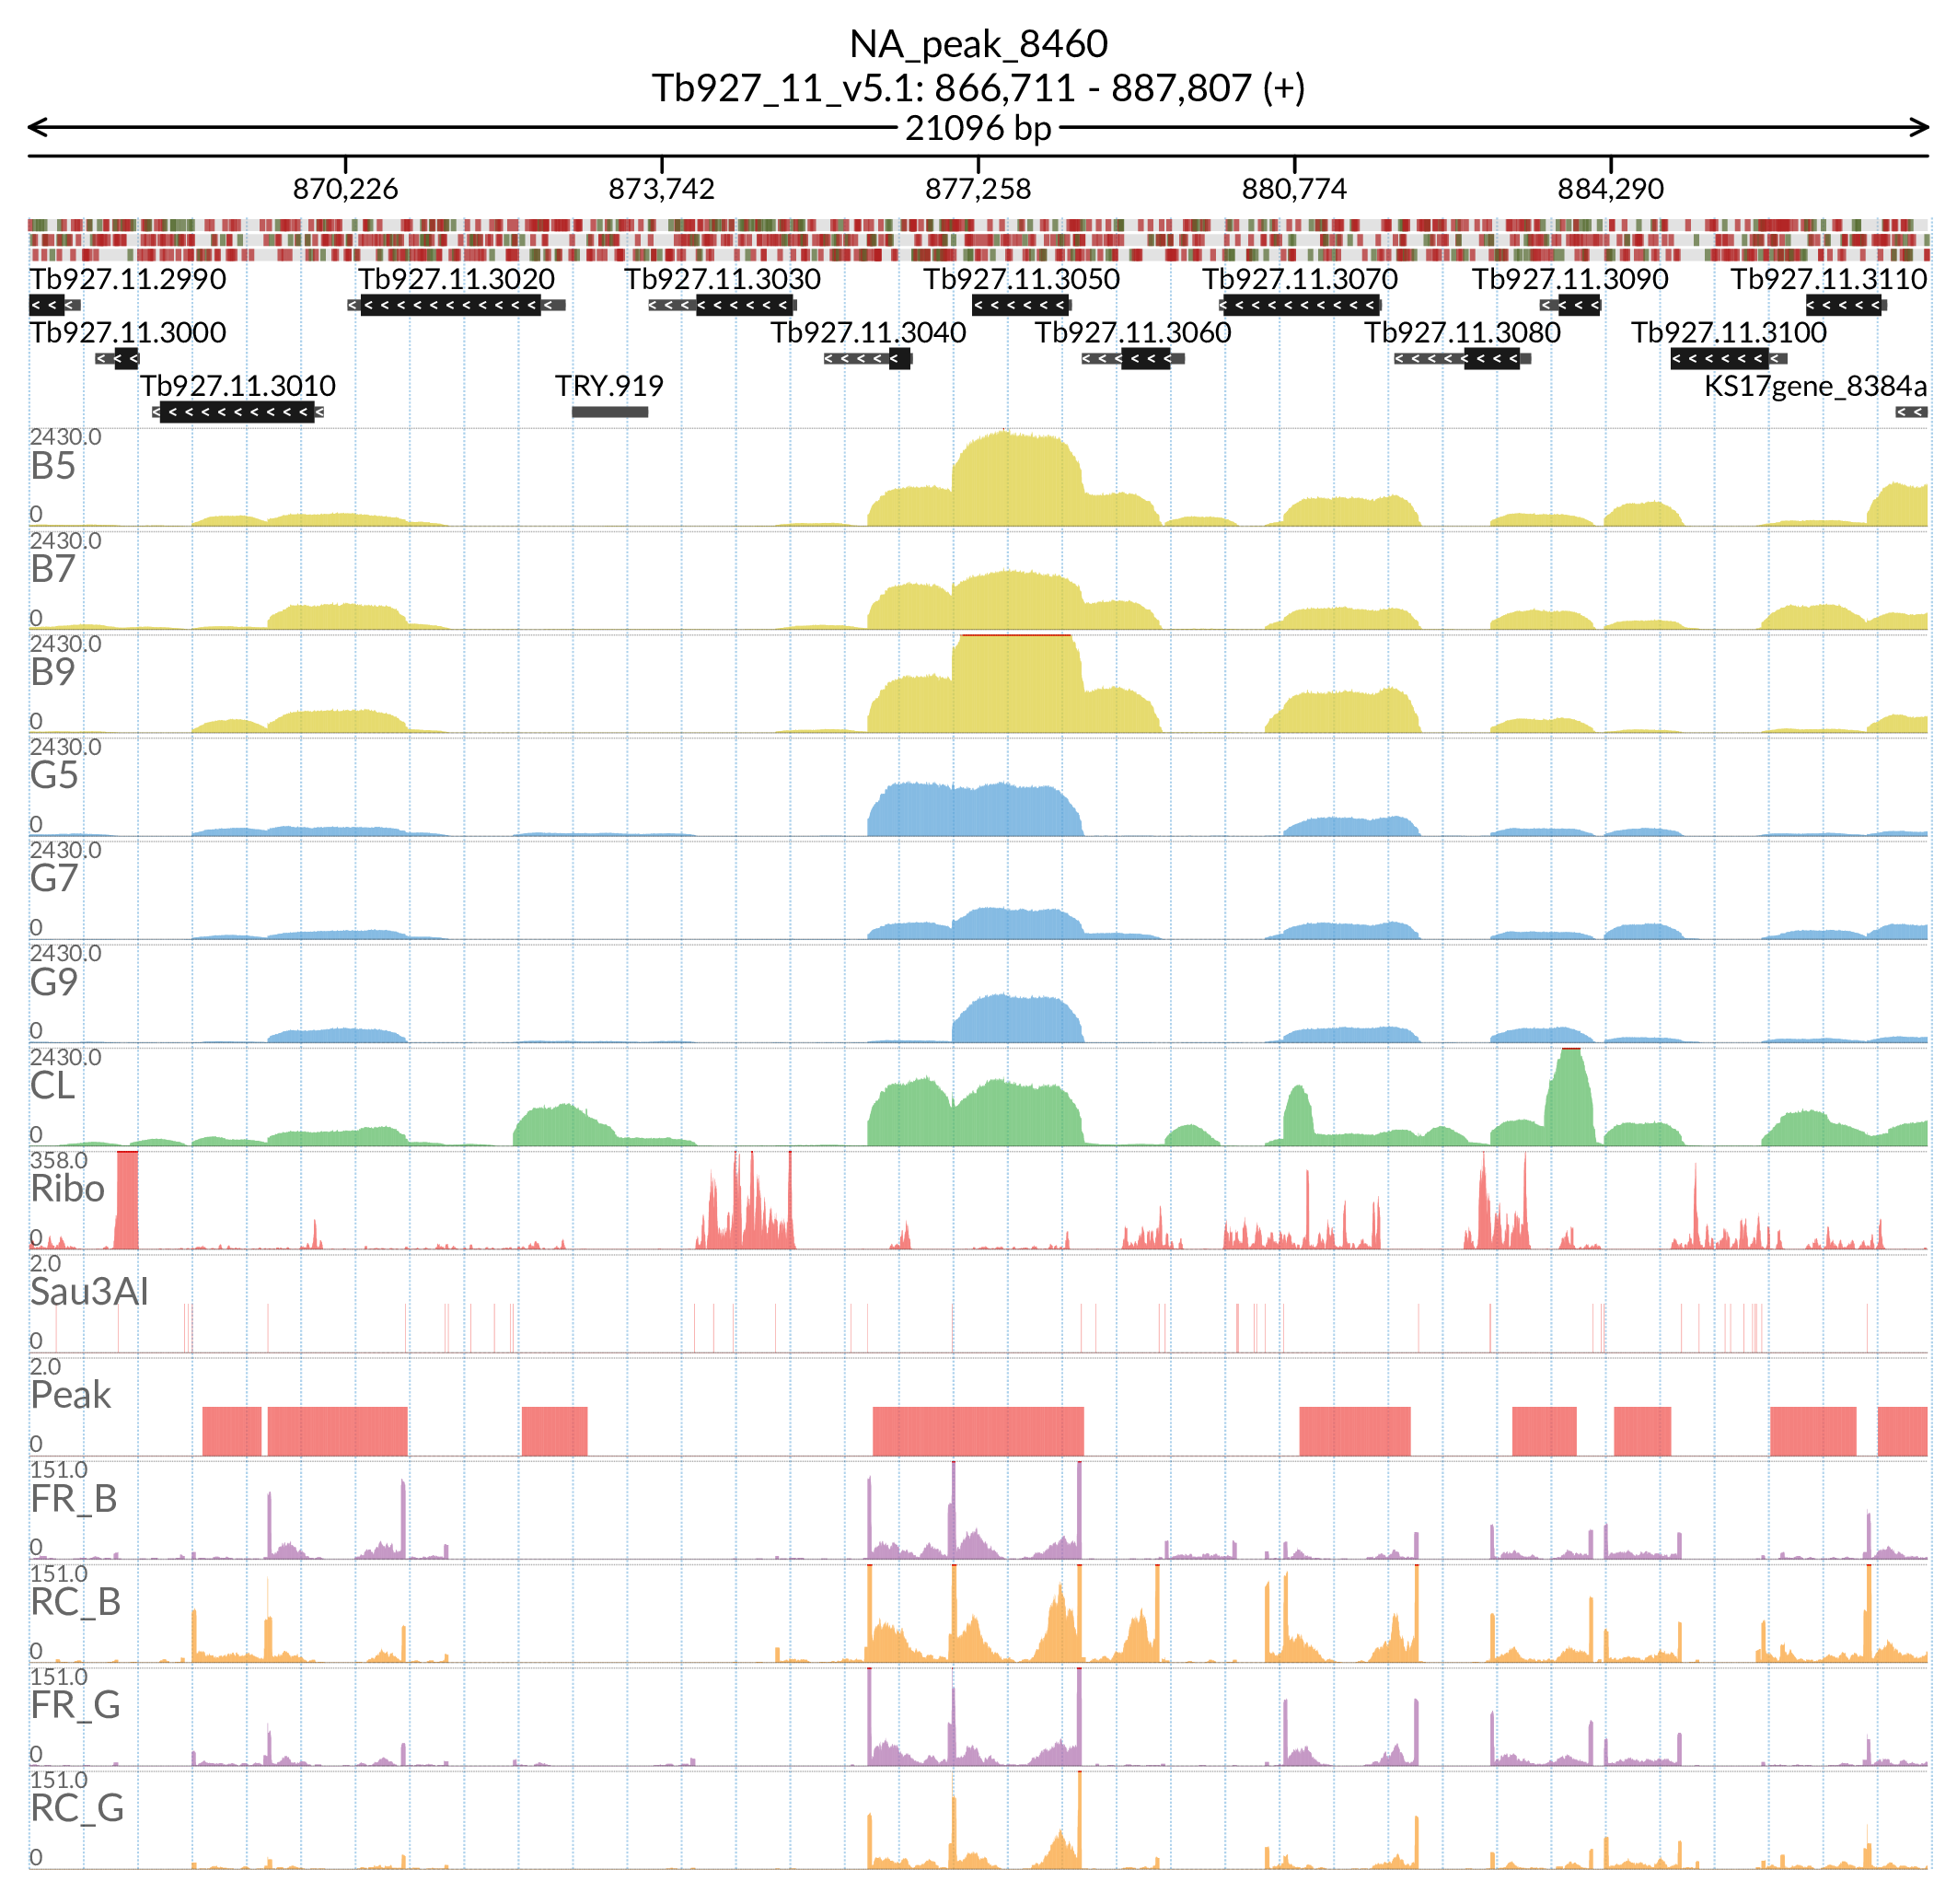 NA_peak_8460
Tb927_11_v5.1: 866,711 - 887,807 (+)
21096 bp
870,226 873,742 877,258 880,774 884,290
Tb927.11.2990 Tb927.11.3020 Tb927.11.3030 Tb927.11.3050 Tb927.11.3070 Tb927.11.3090 Tb927.11.3110
Tb927.11.3000 Tb927.11.3040 Tb927.11.3060 Tb927.11.3080 Tb927.11.3100
Tb927.11.3010 TRY.919 KS17gene_8384a
2430.0
B5
0
2430.0
B7
0
2430.0
B9
0
2430.0
G5
0
2430.0
G7
0
2430.0
G9
0
2430.0
CL
0
358.0
Ribo
0
2.0
Sau3AI
0
2.0
Peak
0
151.0
FR_B
0
151.0
RC_B
0
151.0
FR_G
0
151.0
RC_G
0